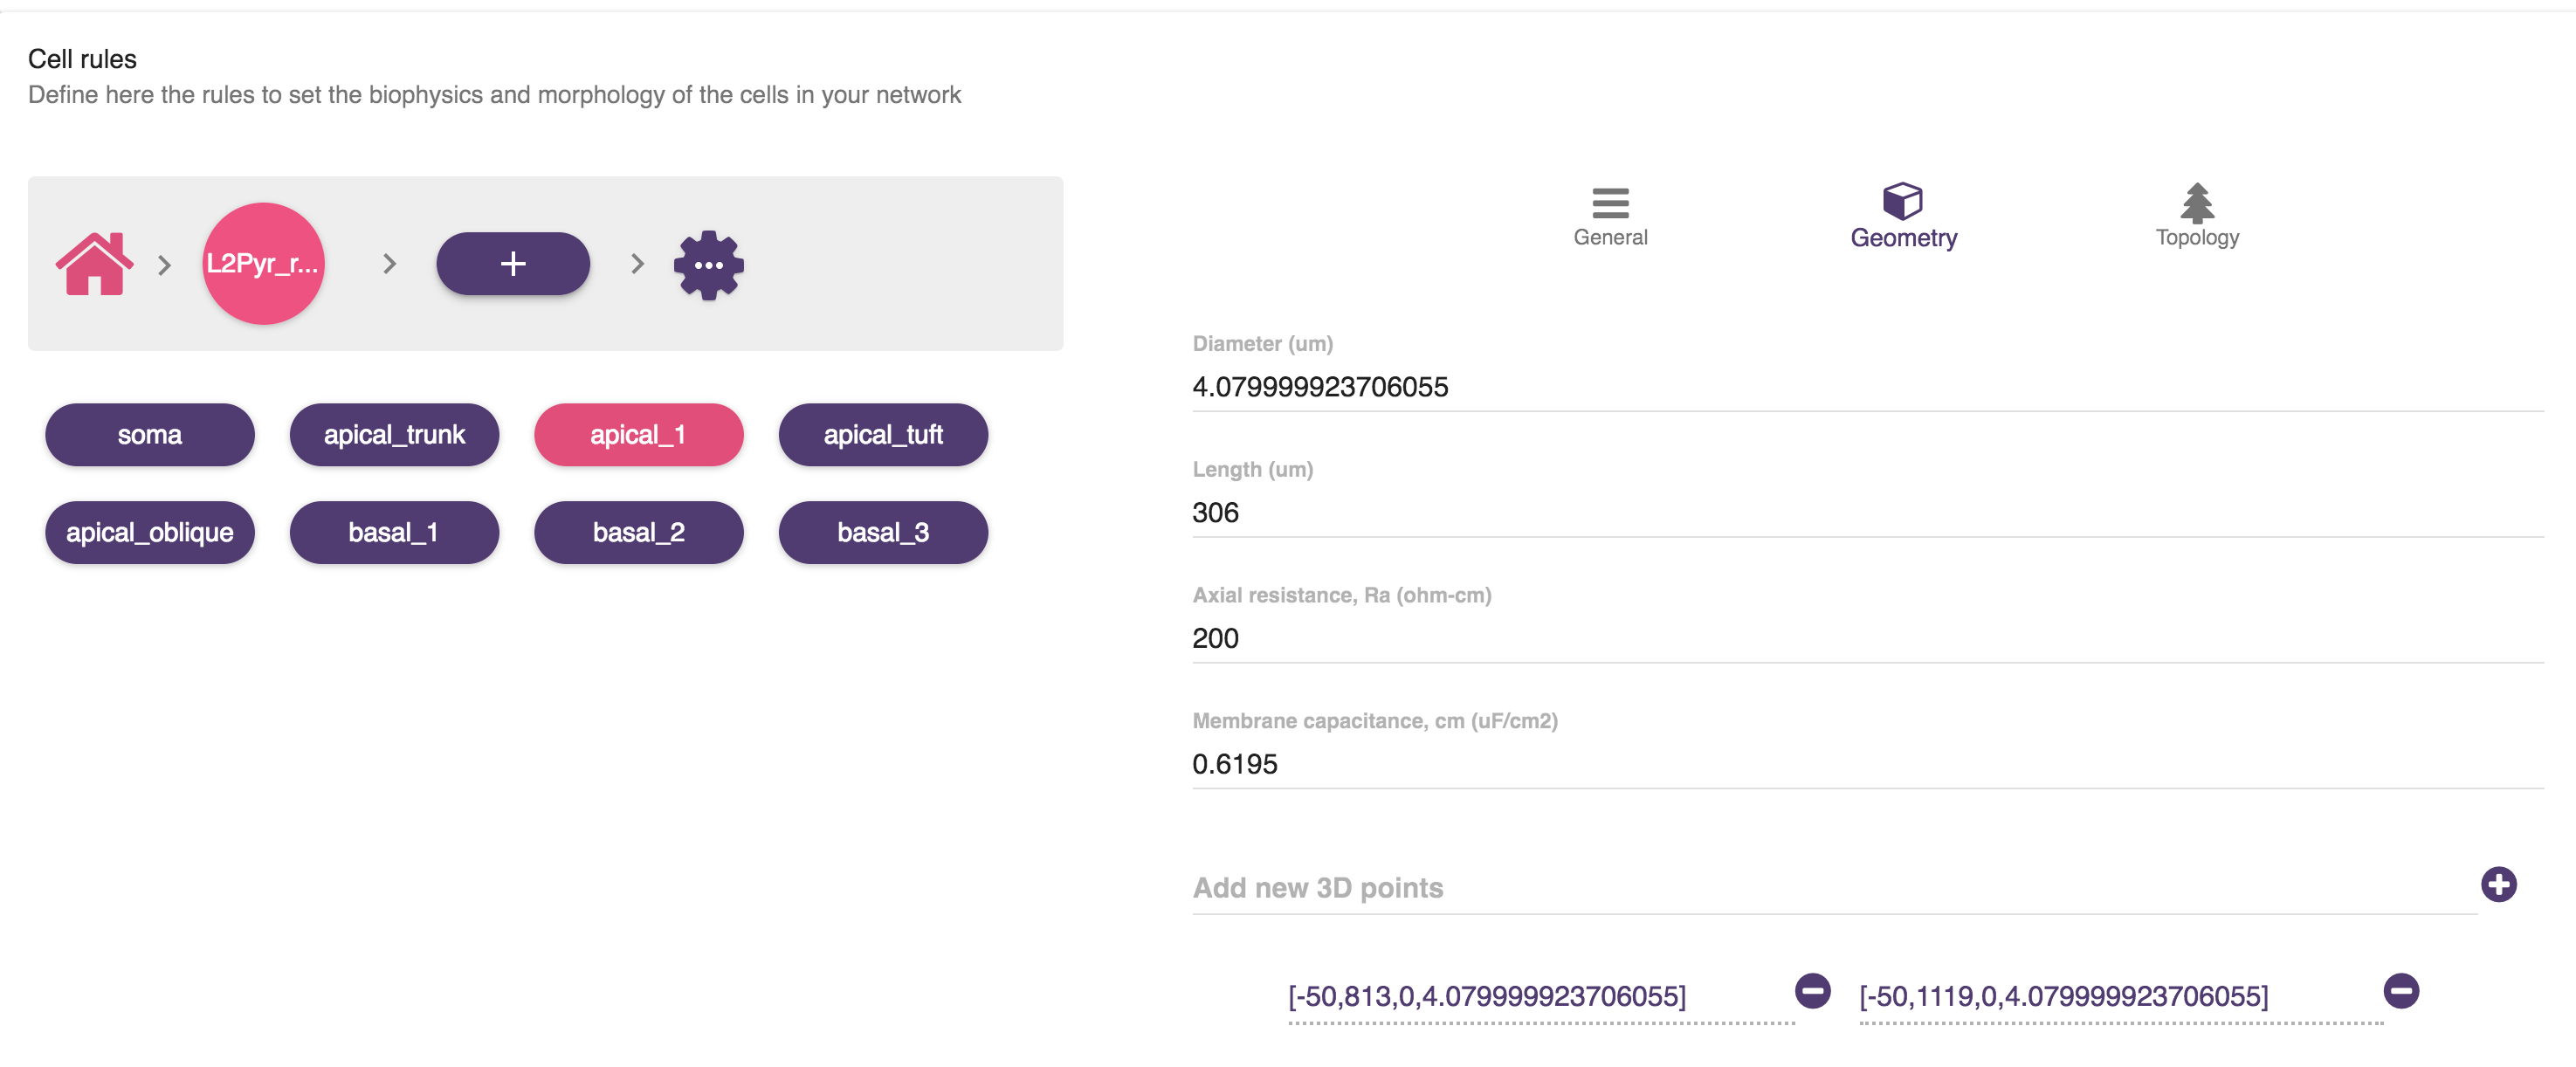 Cell rules
Define here the rules to set the biophysics and morphology of the cells in your network
L2Pyr_r...
General
Geometry
Topology
soma
apical_trunk
apical_1
apical_tuft
apical_oblique
basal_1
basal_2
basal_3
Diameter (um)
4.079999923706055
Length (um)
306
Axial resistance, Ra (ohm-cm)
200
Membrane capacitance, cm (uF/cm2)
0.6195
Add new 3D points
[-50,813,0,4.079999923706055]
[-50,1119,0,4.079999923706055]